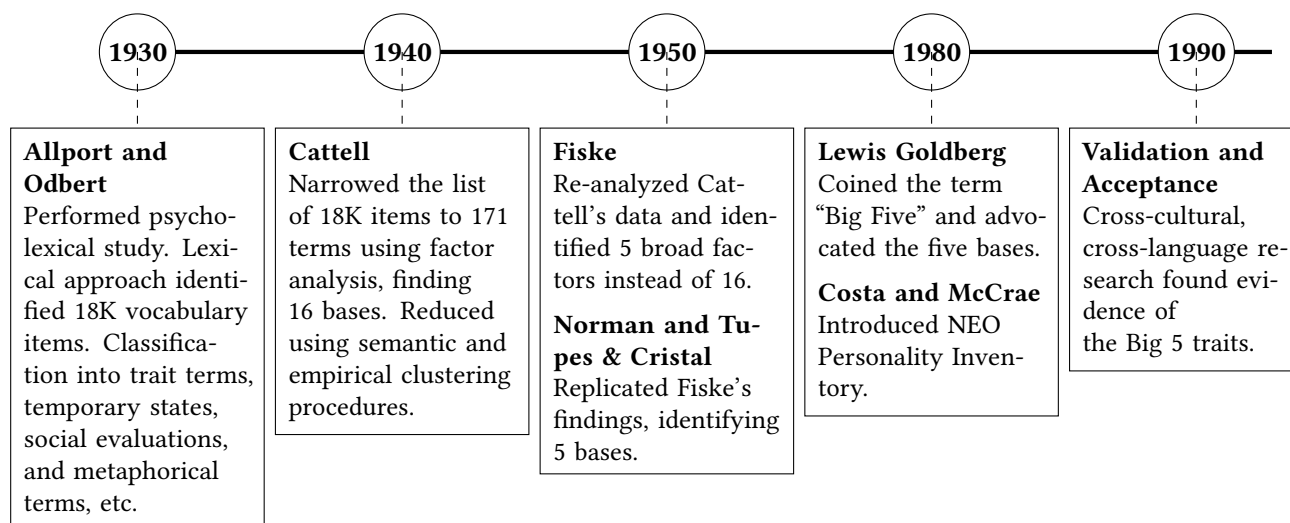 1930
1940
1950
1980
1990
Allport and
Odbert
Performed psycho-
lexical study. Lexi-
cal approach identi-
fied 18K vocabulary
items. Classifica-
tion into trait terms,
temporary states,
social evaluations,
and metaphorical
terms, etc.
Cattell
Narrowed the list
of 18K items to 171
terms using factor
analysis, finding
16 bases. Reduced
using semantic and
empirical clustering
procedures.
Fiske
Re-analyzed Cat-
tell’s data and iden-
tified 5 broad fac-
tors instead of 16.
Norman and Tu-
pes & Cristal
Replicated Fiske’s
findings, identifying
5 bases.
Lewis Goldberg
Coined the term
“Big Five” and advo-
cated the five bases.
Costa and McCrae
Introduced NEO
Personality Inven-
tory.
Validation and
Acceptance
Cross-cultural,
cross-language re-
search found evi-
dence of
the Big 5 traits.